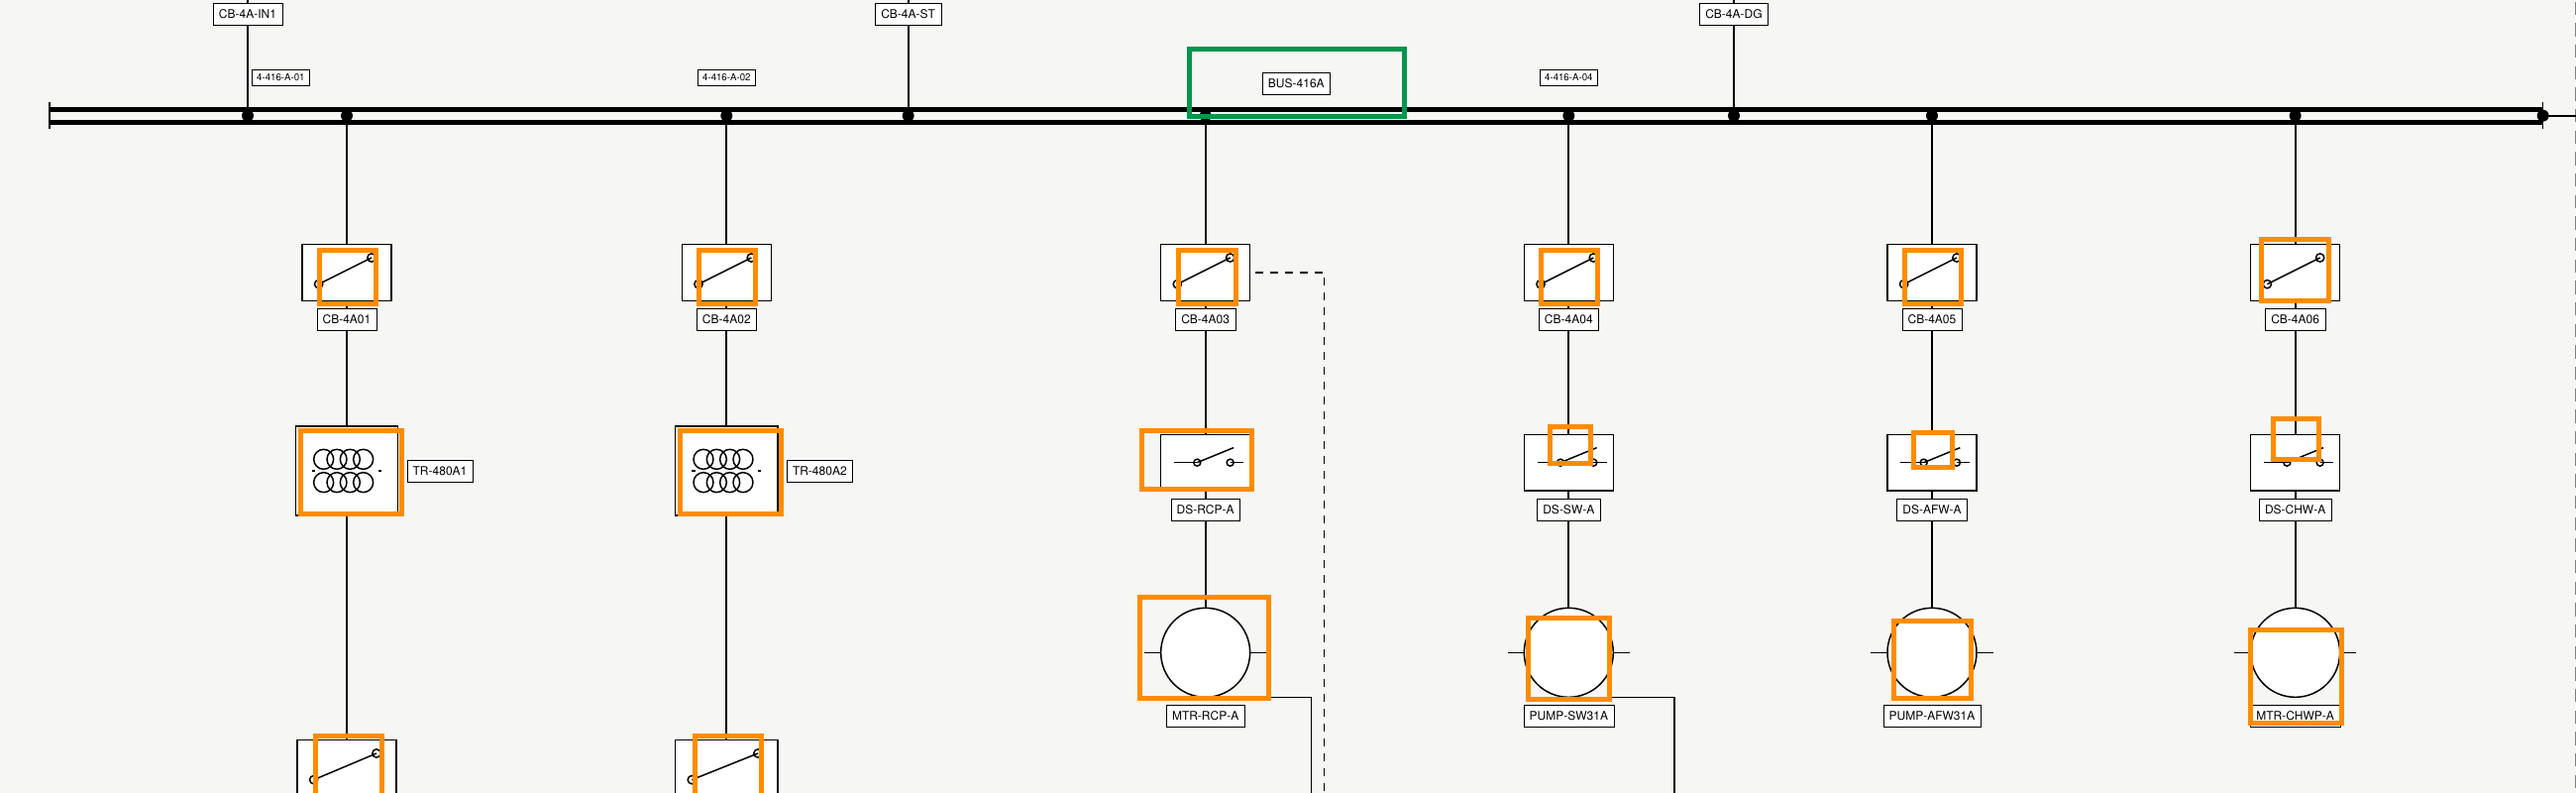 CB-4A-IN1
CB-4A-ST
CB-4A-DG
4-416-A-01
4-416-A-02
BUS-416A
4-416-A-04
CB-4A01
CB-4A02
CB-4A03
CB-4A04
CB-4A05
CB-4A06
TR-480A1
TR-480A2
DS-RCP-A
DS-SW-A
DS-AFW-A
DS-CHW-A
MTR-RCP-A
PUMP-SW31A
PUMP-AFW31A
MTR-CHWP-A